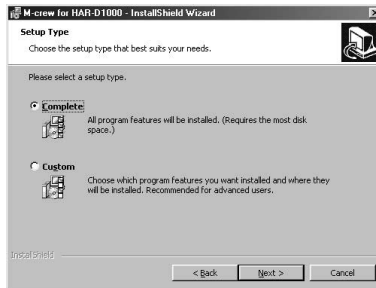 M-crew for HAR-D1000 - InstallShield Wizard
Setup Type
Choose the setup type that best suits your needs.
Please select a setup type.
Complete
All program features will be installed. (Requires the most disk
space.)
Custom
Choose which program features you want installed and where they
will be installed. Recommended for advanced users.
InstallShield
< Back
Next >
Cancel